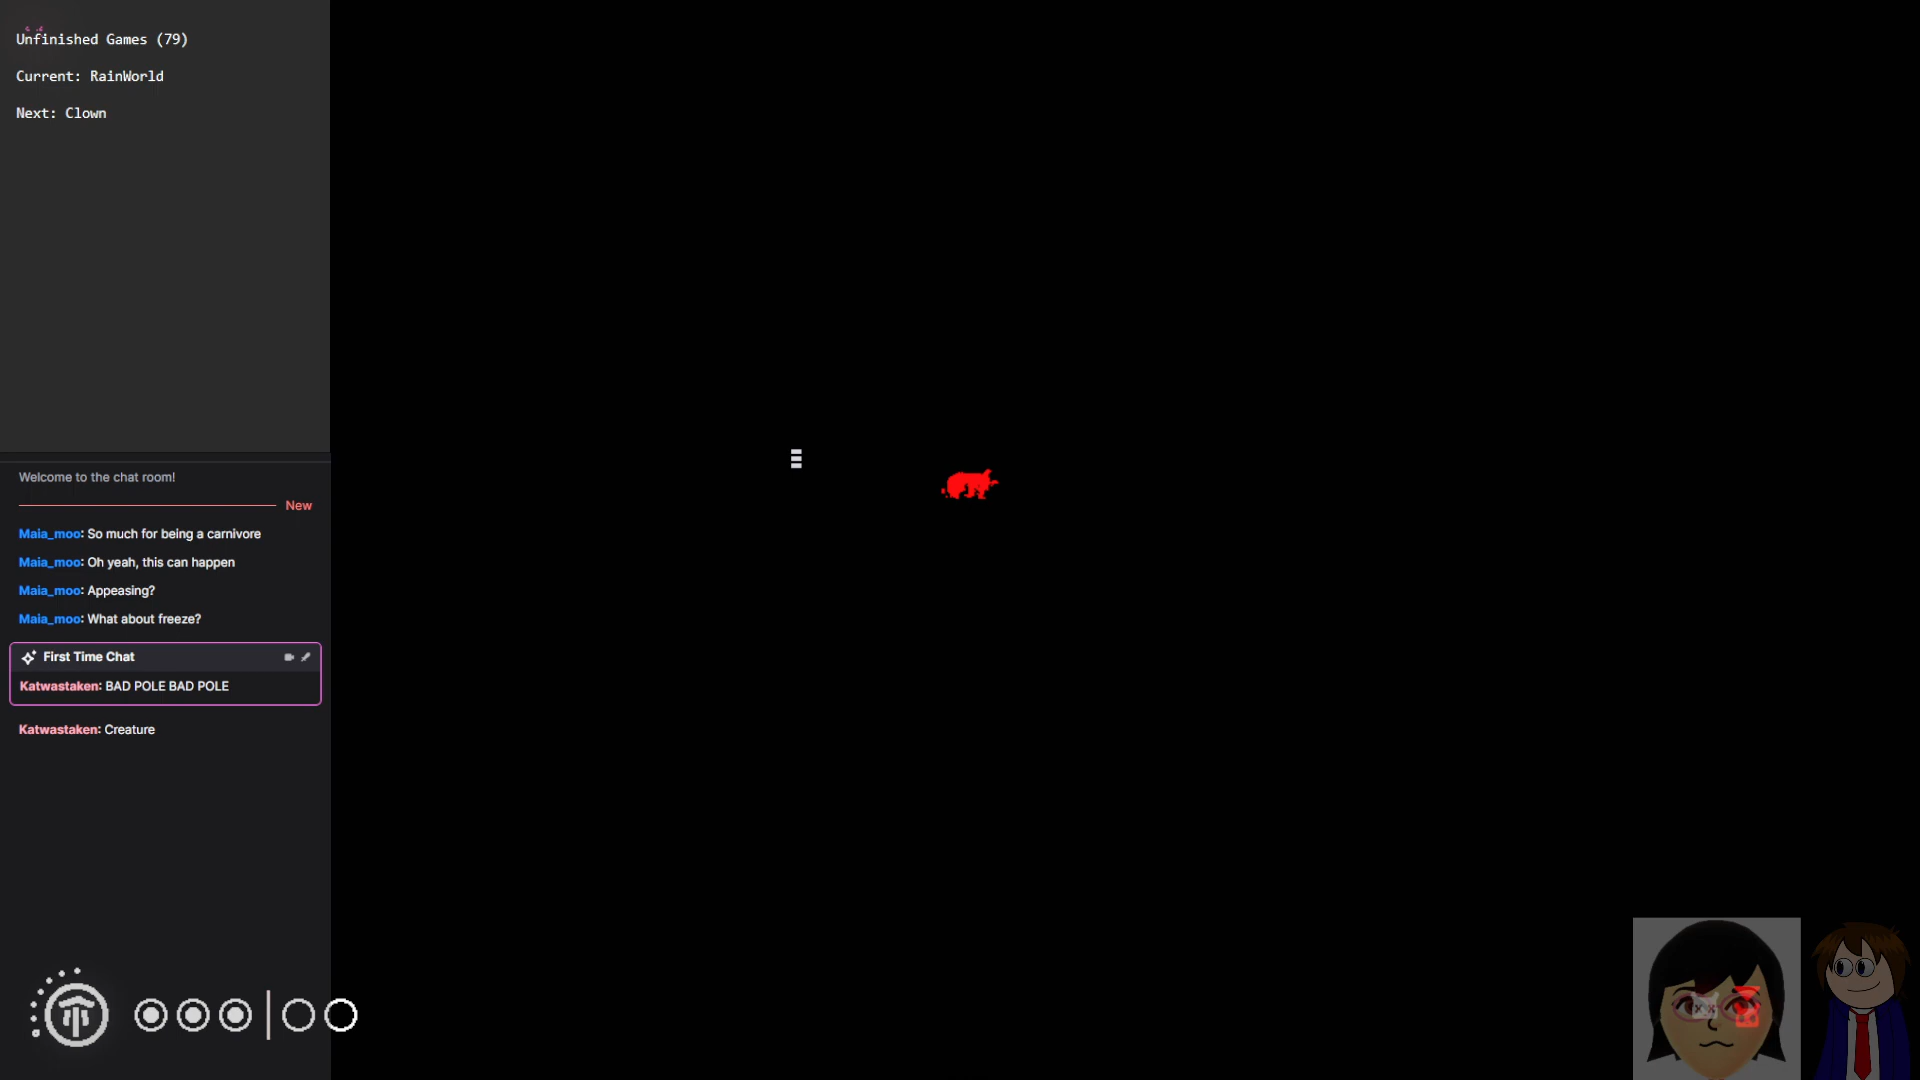 Unfinished Games (79)
Current: RainWorld
Next: Clown
Welcome to the chat room!
New
Maia_moo: So much for being a carnivore
Maia_moo: Oh yeah, this can happen
Maia_moo: Appeasing?
Maia_moo: What about freeze?
First Time Chat
Katwastaken: BAD POLE BAD POLE
Katwastaken: Creature